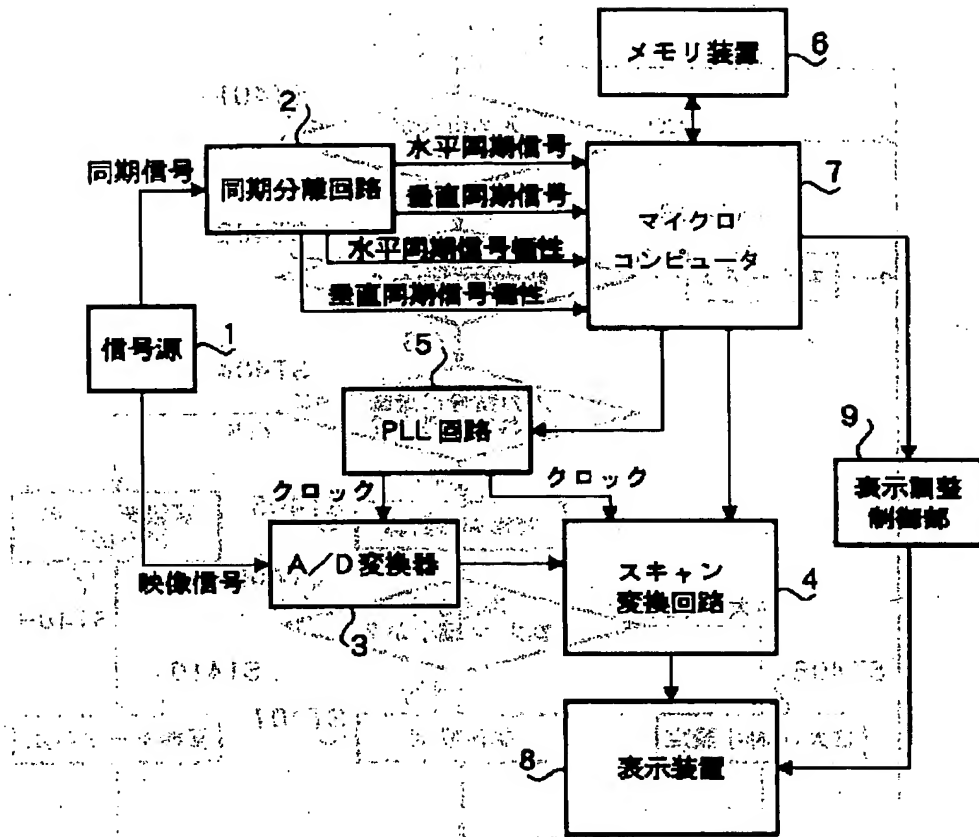 メモリ装置
6
2
同期信号
同期分離回路
水平同期信号
垂直同期信号
水平同期信号極性
垂直同期信号極性
マイクロ
コンピュータ
7
信号源
1
5
PLL 回路
クロック
クロック
9
表示調整
制御部
映像信号
A/D変換器
3
スキャン
変換回路
4
8
表示装置